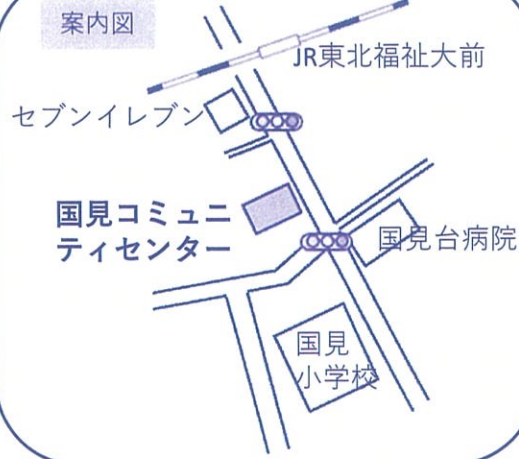 案内図
JR東北福祉大前
セブンイレブン
国見コミュニ
ティセンター
国見台病院
国見
小学校